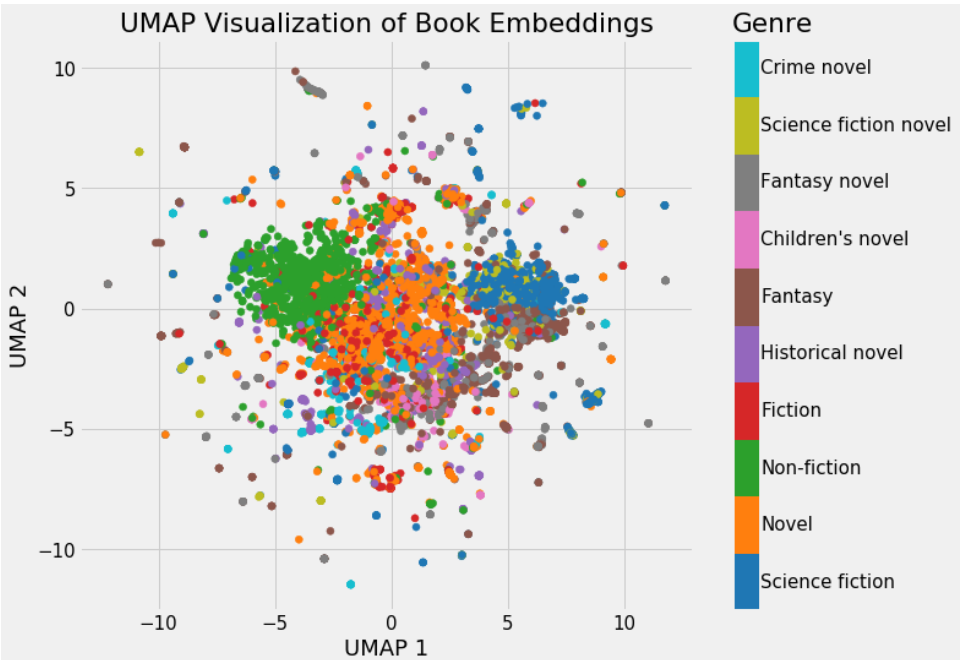 UMAP Visualization of Book Embeddings
Genre
10
5
0
−5
−10
UMAP 2
−10 −5 0 5 10
UMAP 1
Crime novel
Science fiction novel
Fantasy novel
Children's novel
Fantasy
Historical novel
Fiction
Non-fiction
Novel
Science fiction